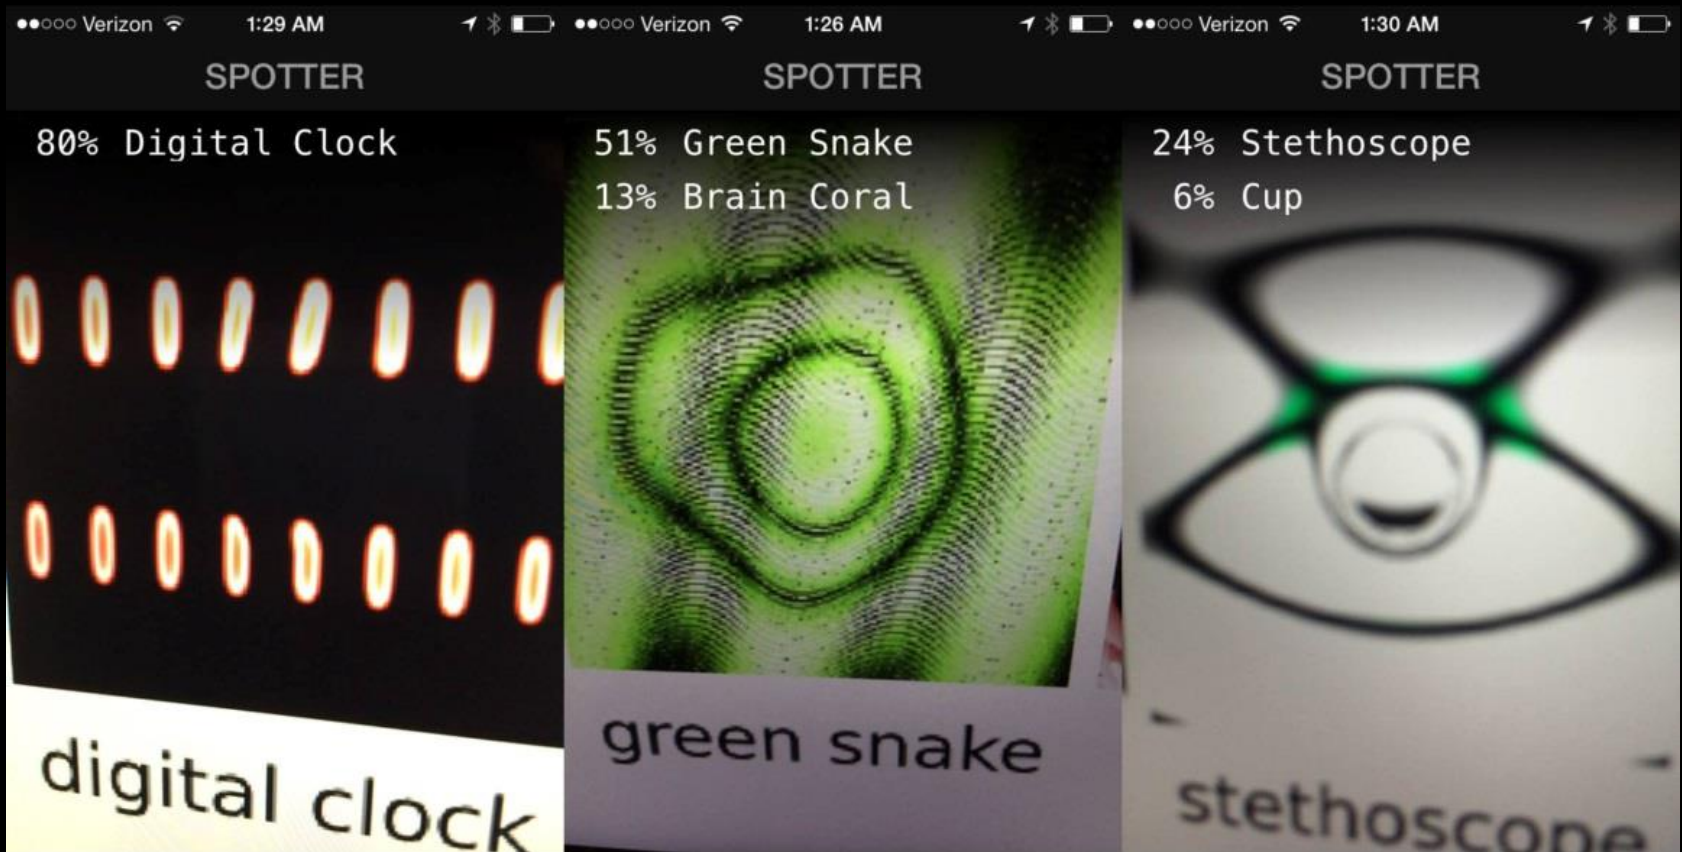 ●●○○○ Verizon 1:29 AM
SPOTTER
80% Digital Clock
digital clock
●●○○○ Verizon 1:26 AM
SPOTTER
51% Green Snake
13% Brain Coral
green snake
●●○○○ Verizon 1:30 AM
SPOTTER
24% Stethoscope
6% Cup
stethoscope